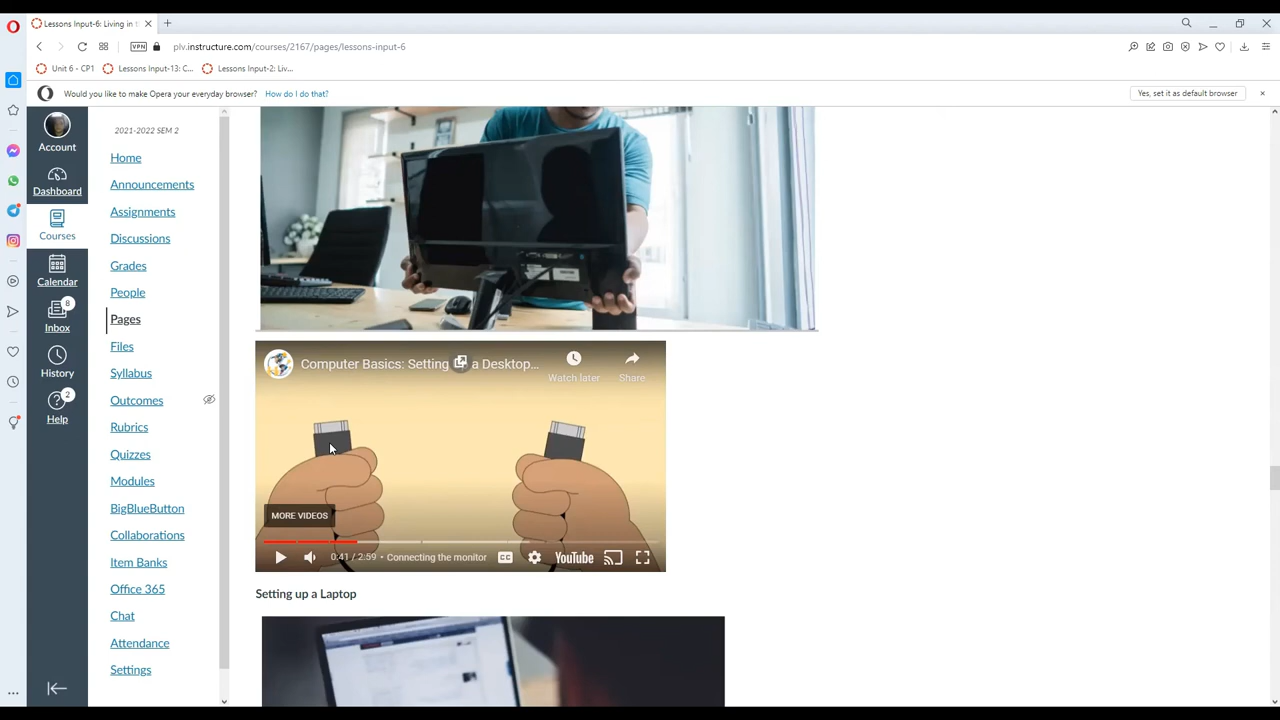 Lessons Input-6: Living in t
VPN
plv.instructure.com/courses/2167/pages/lessons-input-6
Unit 6 - CP1
Lessons Input-13: C...
Lessons Input-2: Liv...
Would you like to make Opera your everyday browser?
How do I do that?
Yes, set it as default browser
Account
Dashboard
Courses
Calendar
8
Inbox
History
2
Help
2021-2022 SEM 2
Home
Announcements
Assignments
Discussions
Grades
People
Pages
Files
Syllabus
Outcomes
Rubrics
Quizzes
Modules
BigBlueButton
Collaborations
Item Banks
Office 365
Chat
Attendance
Settings
Computer Basics: Setting a Desktop...
Watch later
Share
MORE VIDEOS
0:41 / 2:59 • Connecting the monitor
CC
YouTube
Setting up a Laptop